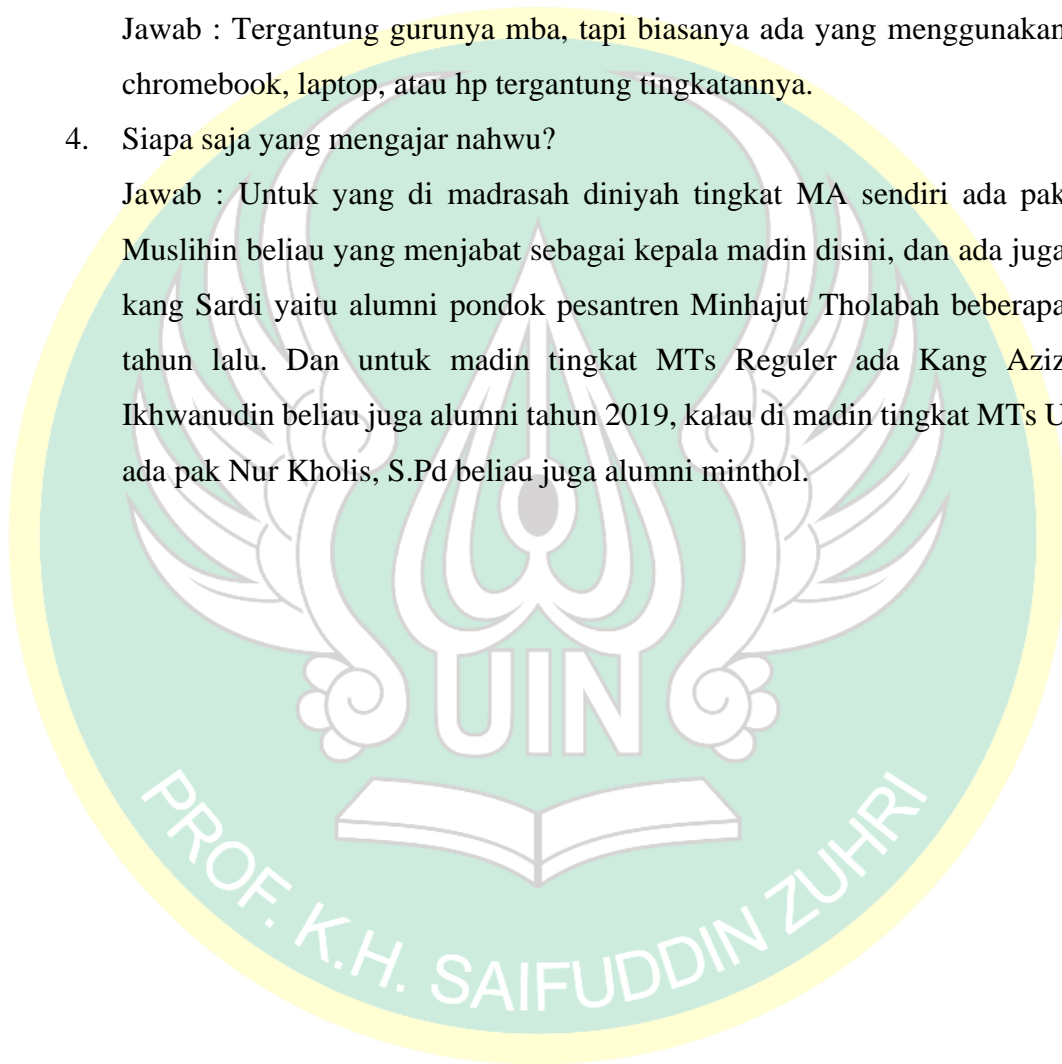 Jawab : Tergantung gurunya mba, tapi biasanya ada yang menggunakan
chromebook, laptop, atau hp tergantung tingkatannya.
4. Siapa saja yang mengajar nahwu?
Jawab : Untuk yang di madrasah diniyah tingkat MA sendiri ada pak
Muslihin beliau yang menjabat sebagai kepala madin disini, dan ada juga
kang Sardi yaitu alumni pondok pesantren Minhajut Tholabah beberapa
tahun lalu. Dan untuk madin tingkat MTs Reguler ada Kang Aziz
Ikhwanudin beliau juga alumni tahun 2019, kalau di madin tingkat MTs U
ada pak Nur Kholis, S.Pd beliau juga alumni minthol.
UIN
PROF. K.H. SAIFUDDIN ZUHRI